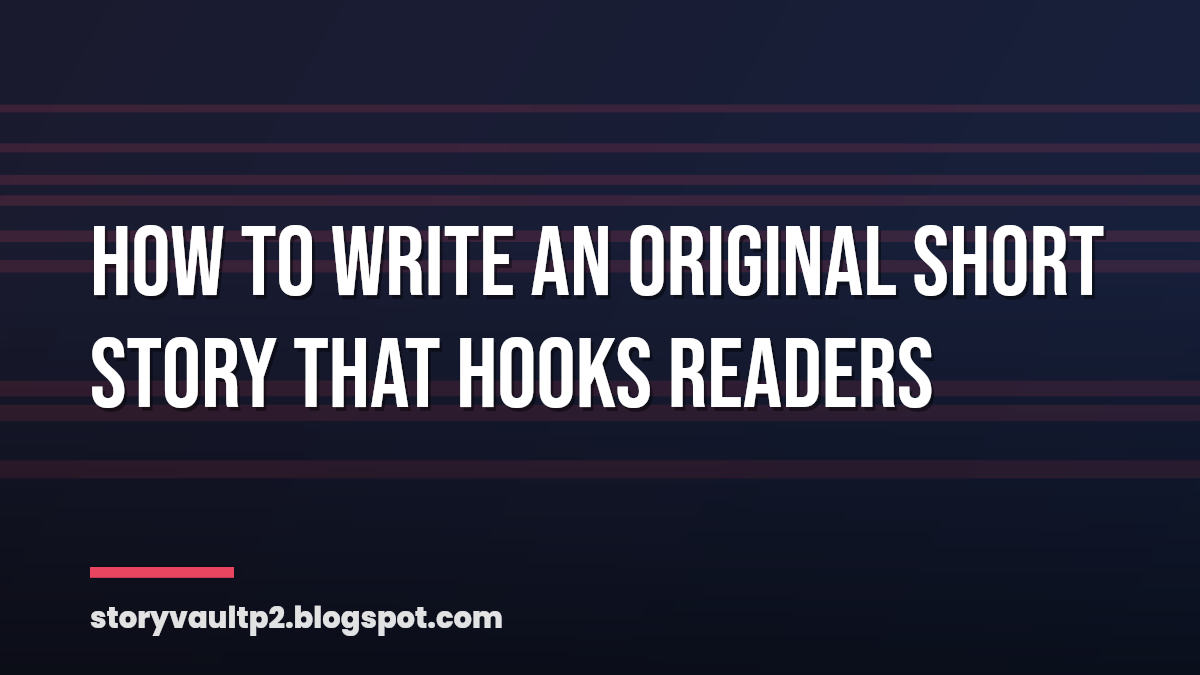 HOW TO WRITE AN ORIGINAL SHORT
STORY THAT HOOKS READERS
storyvaultp2.blogspot.com